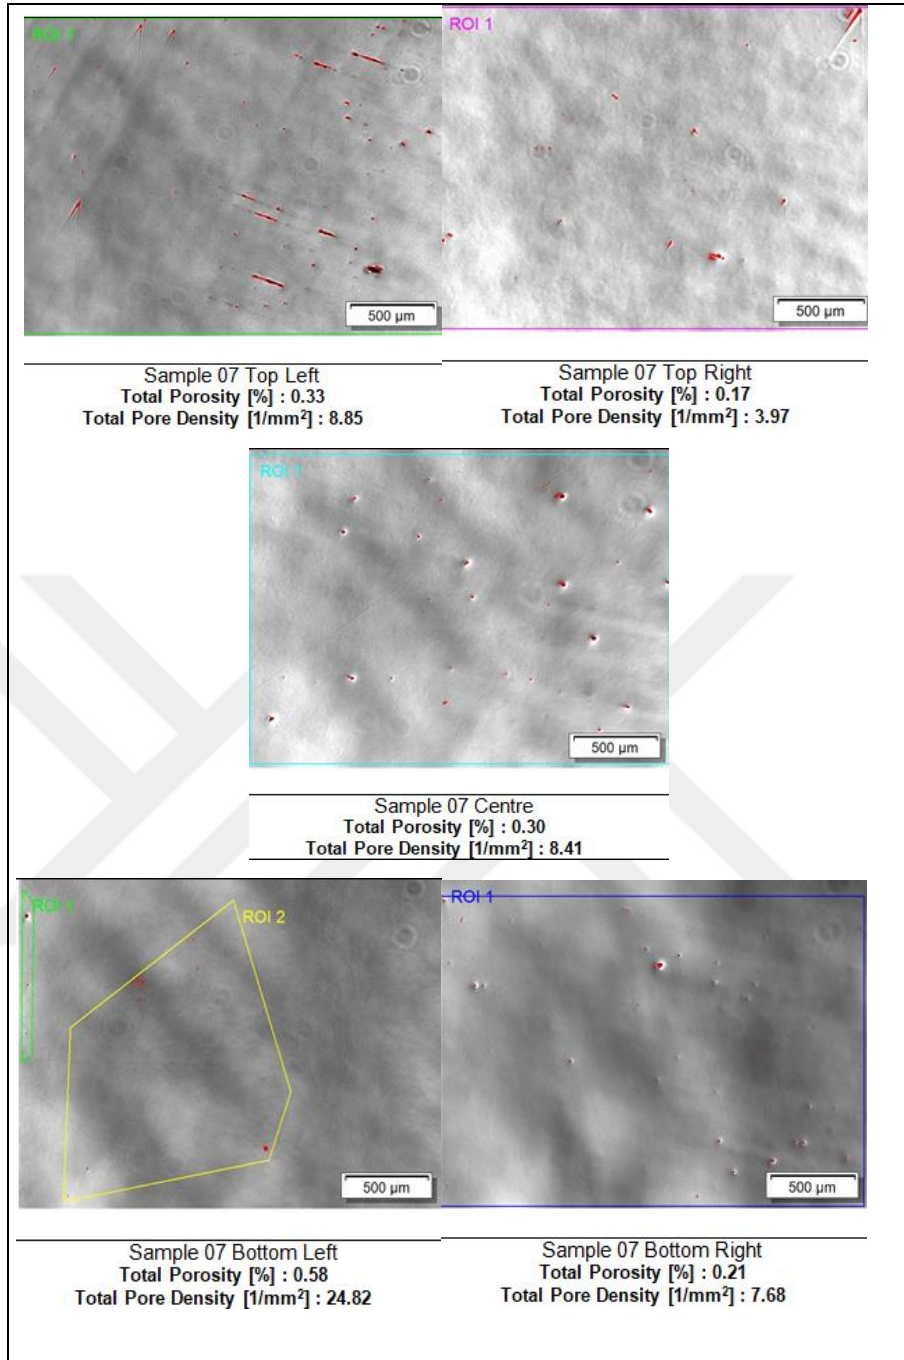 ROI 1
ROI 1
500 µm
500 µm
Sample 07 Top Left
Total Porosity [%] : 0.33
Total Pore Density [1/mm²] : 8.85
Sample 07 Top Right
Total Porosity [%] : 0.17
Total Pore Density [1/mm²] : 3.97
ROI 1
500 µm
Sample 07 Centre
Total Porosity [%] : 0.30
Total Pore Density [1/mm²] : 8.41
ROI 1
ROI 2
ROI 1
500 µm
500 µm
Sample 07 Bottom Left
Total Porosity [%] : 0.58
Total Pore Density [1/mm²] : 24.82
Sample 07 Bottom Right
Total Porosity [%] : 0.21
Total Pore Density [1/mm²] : 7.68